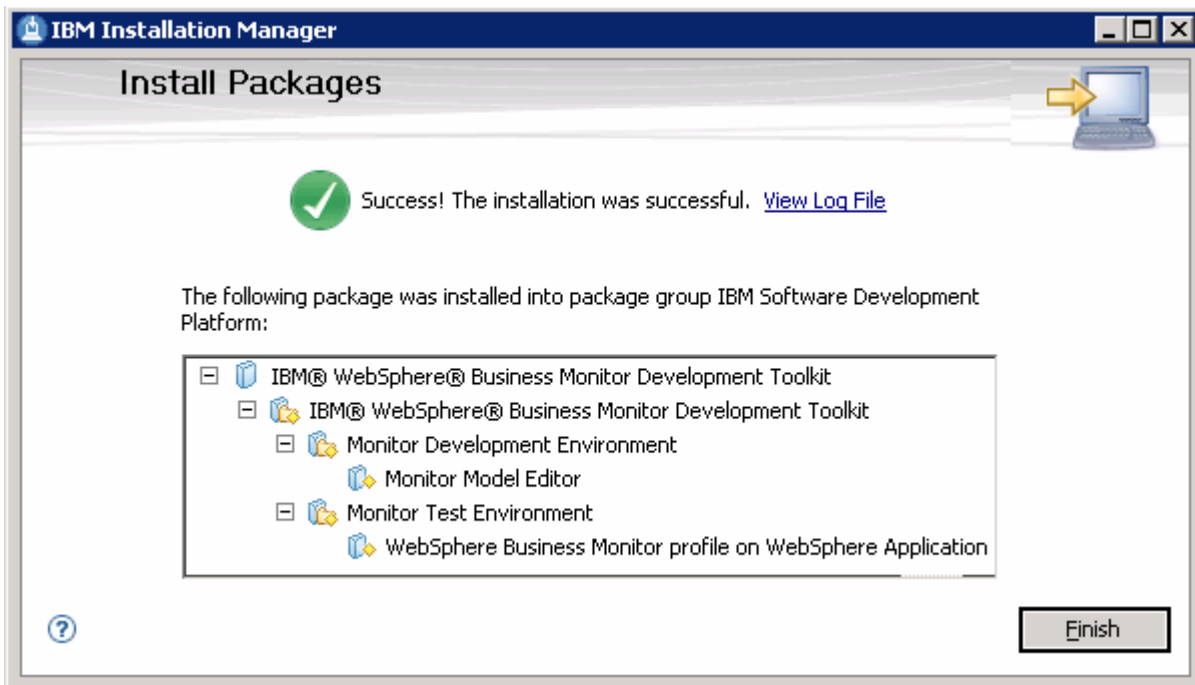 IBM Installation Manager
Install Packages
Success! The installation was successful. View Log File
The following package was installed into package group IBM Software Development
Platform:
IBM® WebSphere® Business Monitor Development Toolkit
IBM® WebSphere® Business Monitor Development Toolkit
Monitor Development Environment
Monitor Model Editor
Monitor Test Environment
WebSphere Business Monitor profile on WebSphere Application
?
Finish